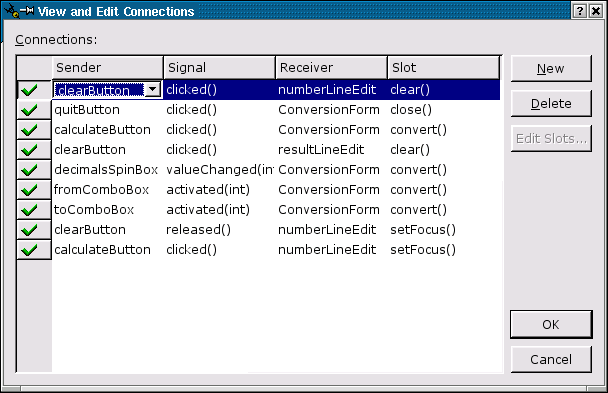 View and Edit Connections
Connections:
Sender Signal Receiver Slot
clearButton clicked() numberLineEdit clear()
quitButton clicked() ConversionForm close()
calculateButton clicked() ConversionForm convert()
clearButton clicked() resultLineEdit clear()
decimalsSpinBox valueChanged(int ConversionForm convert()
fromComboBox activated(int) ConversionForm convert()
toComboBox activated(int) ConversionForm convert()
clearButton released() numberLineEdit setFocus()
calculateButton clicked() numberLineEdit setFocus()
New
Delete
Edit Slots...
OK
Cancel